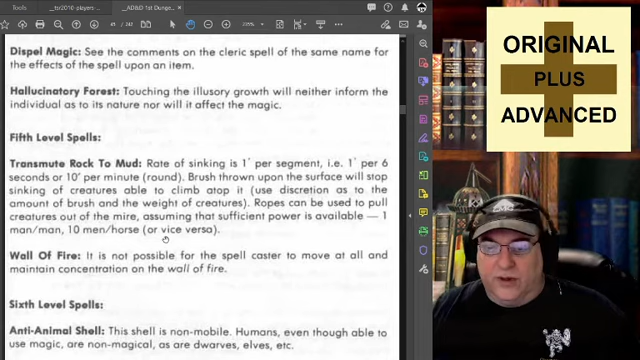 AD&D 1st Dunge...
ORIGINAL
PLUS
ADVANCED
Dispel Magic: See the comments on the cleric spell of the same name for
the effects of the spell upon an item.
Hallucinatory Forest: Touching the illusory growth will neither inform the
individual as to its nature nor will it affect the magic.
Fifth Level Spells:
Transmute Rock To Mud: Rate of sinking is 1' per segment, i.e. 1' per 6
seconds or 10' per minute (round). Brush thrown upon the surface will stop
sinking of creatures able to climb atop it (use discretion as to the
amount of brush and the weight of creatures). Ropes can be used to pull
creatures out of the mire, assuming that sufficient power is available — 1
man/man, 10 men/horse (or vice versa).
Wall Of Fire: It is not possible for the spell caster to move at all and
maintain concentration on the wall of fire.
Sixth Level Spells:
Anti-Animal Shell: This shell is non-mobile. Humans, even though able to
use magic, are non-magical, as are dwarves, elves, etc.